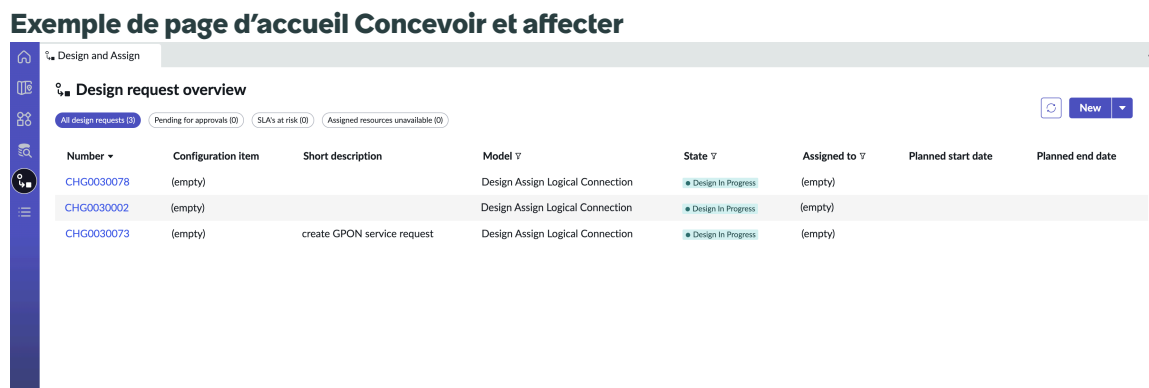 Exemple de page d’accueil Concevoir et affecter
Design and Assign
Design request overview
New
All design requests (3) Pending for approvals (0) SLA's at risk (0) Assigned resources unavailable (0)
Number Configuration item Short description Model State Assigned to Planned start date Planned end date
CHG0030078 (empty) Design Assign Logical Connection Design In Progress (empty)
CHG0030002 (empty) Design Assign Logical Connection Design In Progress (empty)
CHG0030073 (empty) create GPON service request Design Assign Logical Connection Design In Progress (empty)